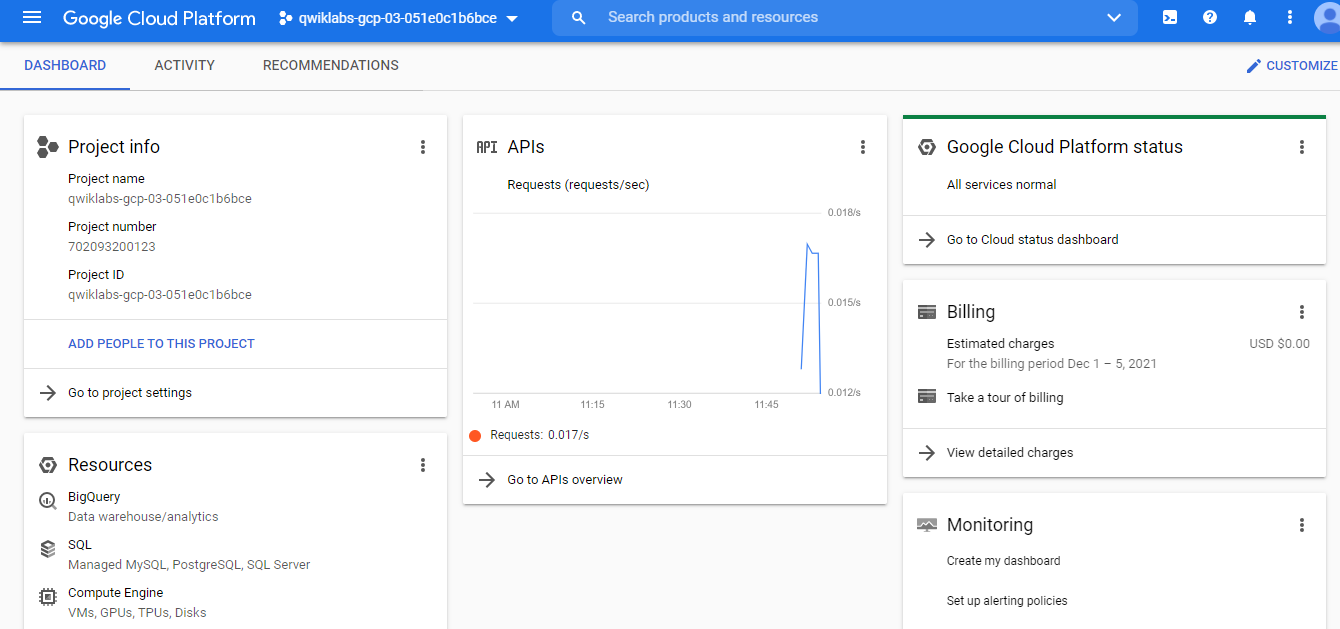 Google Cloud Platform
qwiklabs-gcp-03-051e0c1b6bce
Search products and resources
DASHBOARD
ACTIVITY
RECOMMENDATIONS
CUSTOMIZE
Project info
Project name
qwiklabs-gcp-03-051e0c1b6bce
Project number
702093200123
Project ID
qwiklabs-gcp-03-051e0c1b6bce
ADD PEOPLE TO THIS PROJECT
Go to project settings
Resources
BigQuery
Data warehouse/analytics
SQL
Managed MySQL, PostgreSQL, SQL Server
Compute Engine
VMs, GPUs, TPUs, Disks
API APIs
Requests (requests/sec)
0.018/s
0.015/s
0.012/s
11 AM
11:15
11:30
11:45
Requests: 0.017/s
Go to APIs overview
Google Cloud Platform status
All services normal
Go to Cloud status dashboard
Billing
Estimated charges
USD $0.00
For the billing period Dec 1 – 5, 2021
Take a tour of billing
View detailed charges
Monitoring
Create my dashboard
Set up alerting policies